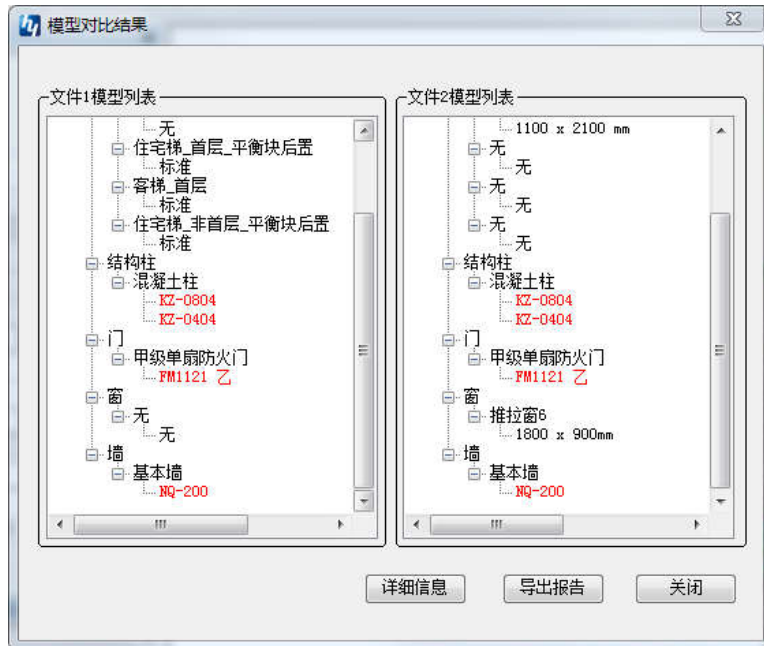 模型对比结果
文件1模型列表
无
住宅梯_首层_平衡块后置
标准
客梯_首层
标准
住宅梯_非首层_平衡块后置
标准
结构柱
混凝土柱
KZ-0804
KZ-0404
门
甲级单扇防火门
FM1121 乙
窗
无
无
墙
基本墙
NQ-200
文件2模型列表
1100 x 2100 mm
无
无
无
无
无
无
结构柱
混凝土柱
KZ-0804
KZ-0404
门
甲级单扇防火门
FM1121 乙
窗
推拉窗6
1800 x 900mm
墙
基本墙
NQ-200
详细信息
导出报告
关闭